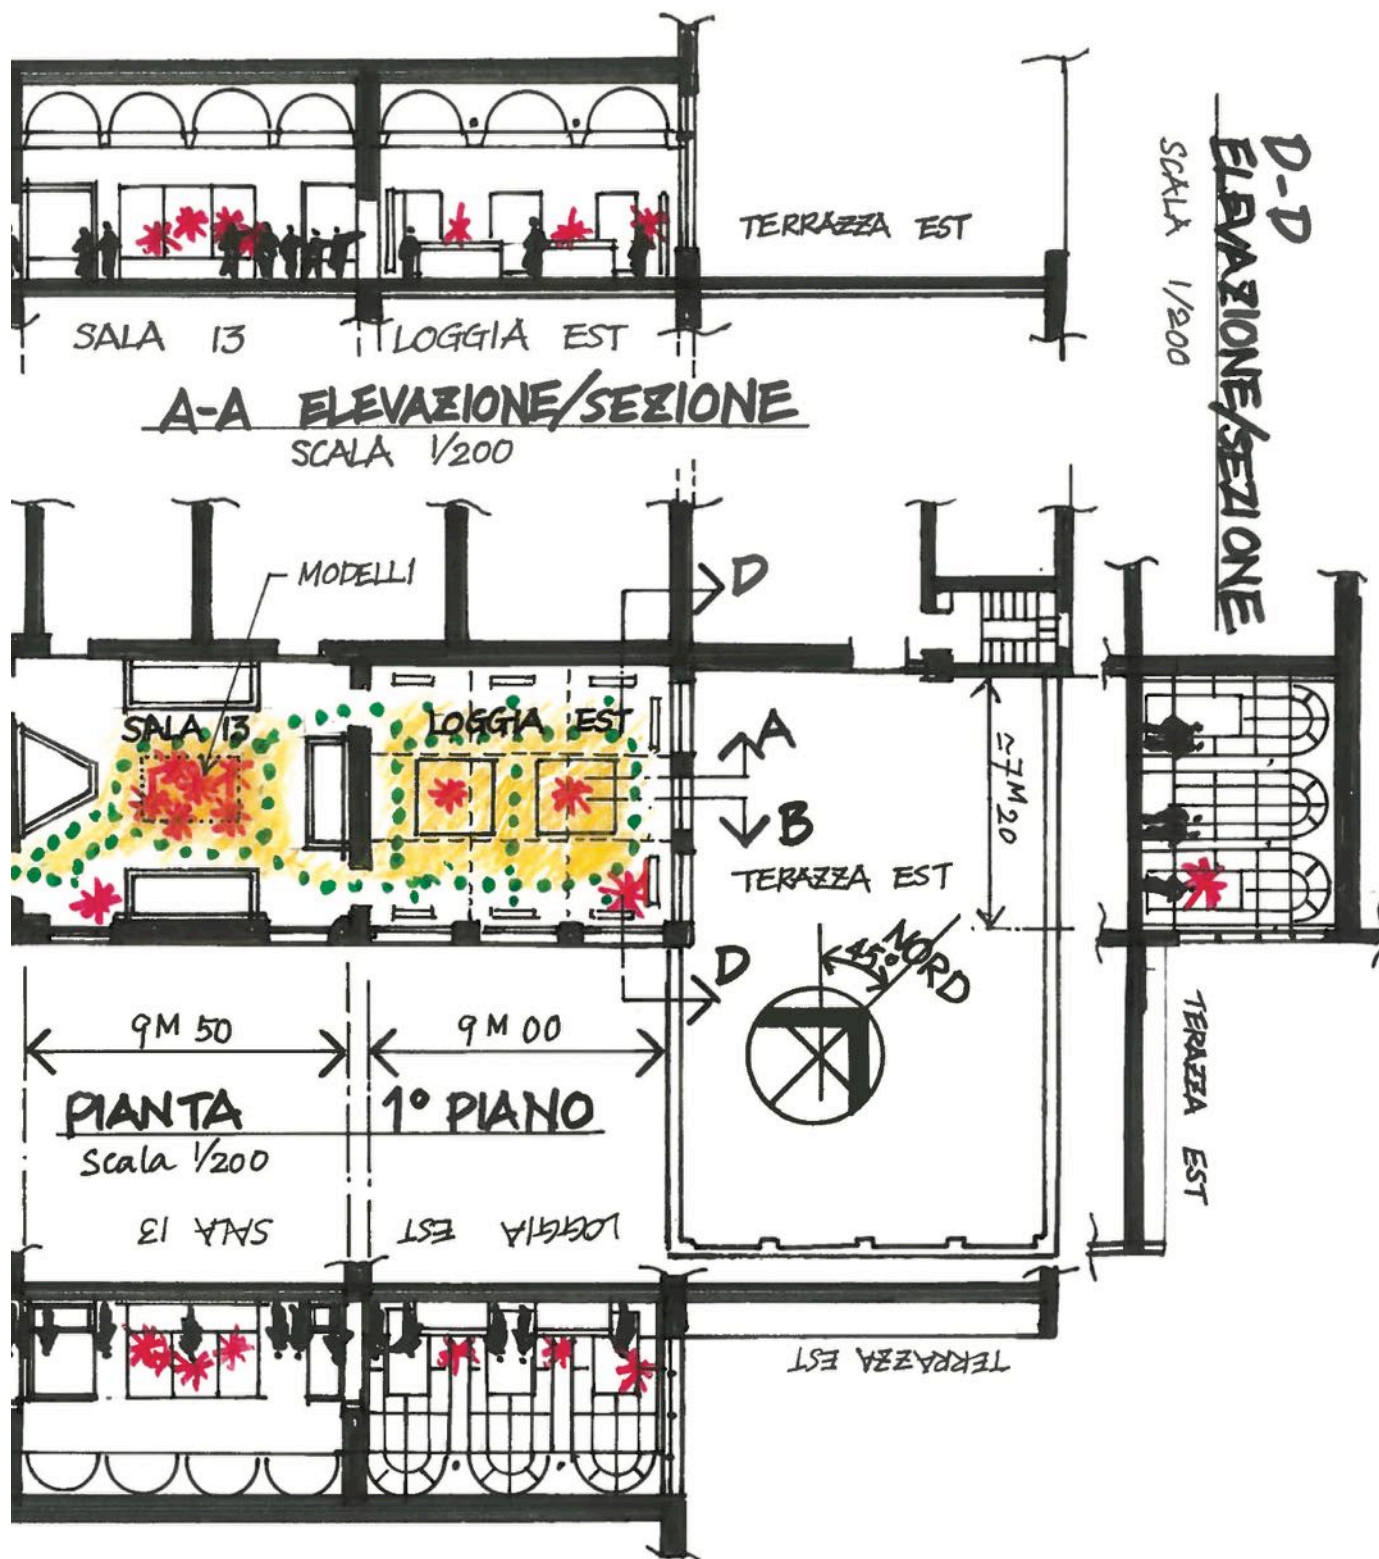 TERRAZZA EST
SALA 13
LOGGIA EST
A-A ELEVAZIONE/SEZIONE
SCALA 1/200
D-D
ELEVAZIONE/SEZIONE
SCALA 1/200
MODELLI
D
SALA 13
LOGGIA EST
A
B
≃7M20
TERAZZA EST
45° NORD
D
9M 50
9M 00
PIANTA 1° PIANO
Scala 1/200
SALA 13
LOGGIA EST
TERAZZA EST
TERRAZZA EST